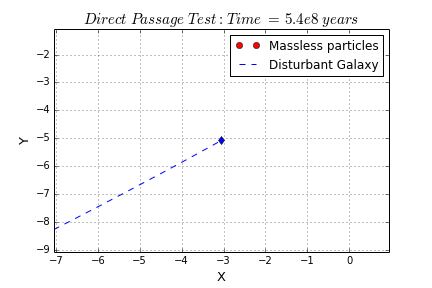 Direct Passage Test: Time = 5.4e8 years
Massless particles
Disturbant Galaxy
−2
−3
−4
−5
−6
−7
−8
−9
Y
−7 −6 −5 −4 −3 −2 −1 0
X